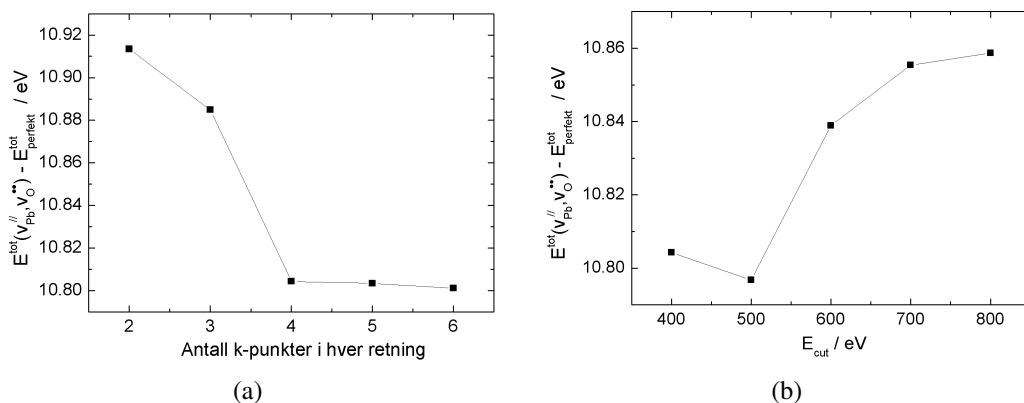 10.92
10.90
10.88
10.86
10.84
10.82
10.80
E^tot(v_Pb^//,v_O^••) - E^tot_perfekt / eV
2 3 4 5 6
Antall k-punkter i hver retning
(a)
10.86
10.84
10.82
10.80
E^tot(v_Pb^//,v_O^••) - E^tot_perfekt / eV
400 500 600 700 800
E_cut / eV
(b)